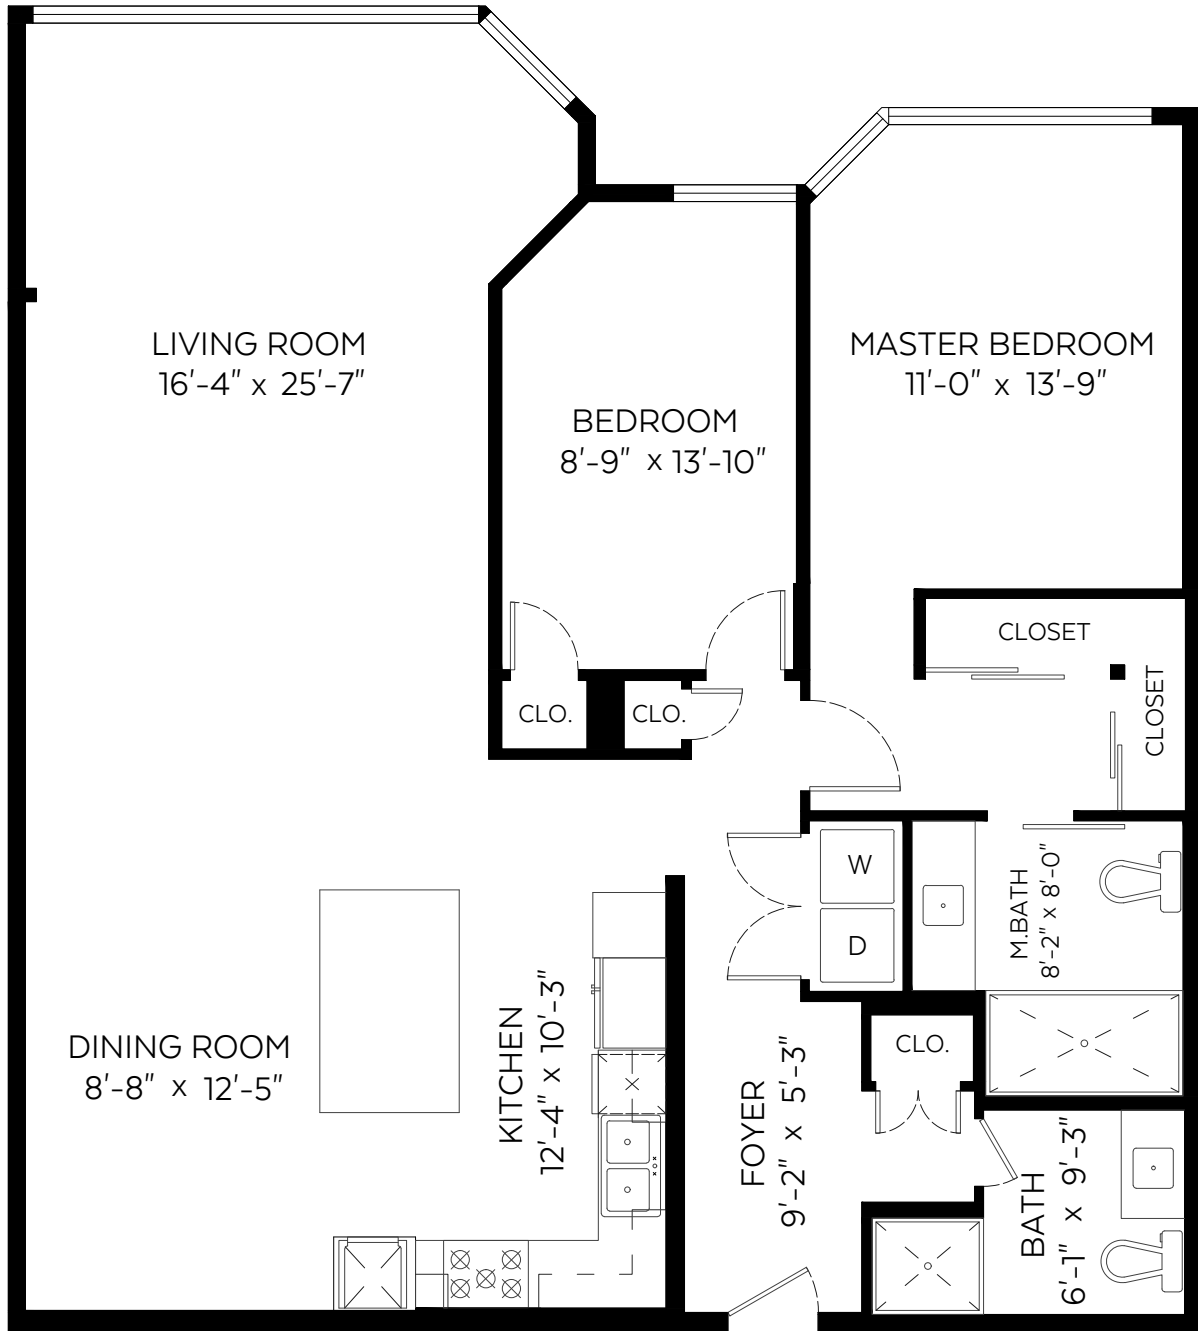 LIVING ROOM
16'-4" x 25'-7"
MASTER BEDROOM
11'-0" x 13'-9"
BEDROOM
8'-9" x 13'-10"
CLOSET
CLOSET
CLO.
CLO.
W
D
M.BATH
8'-2" x 8'-0"
DINING ROOM
8'-8" x 12'-5"
KITCHEN
12'-4" x 10'-3"
CLO.
FOYER
9'-2" x 5'-3"
BATH
6'-1" x 9'-3"